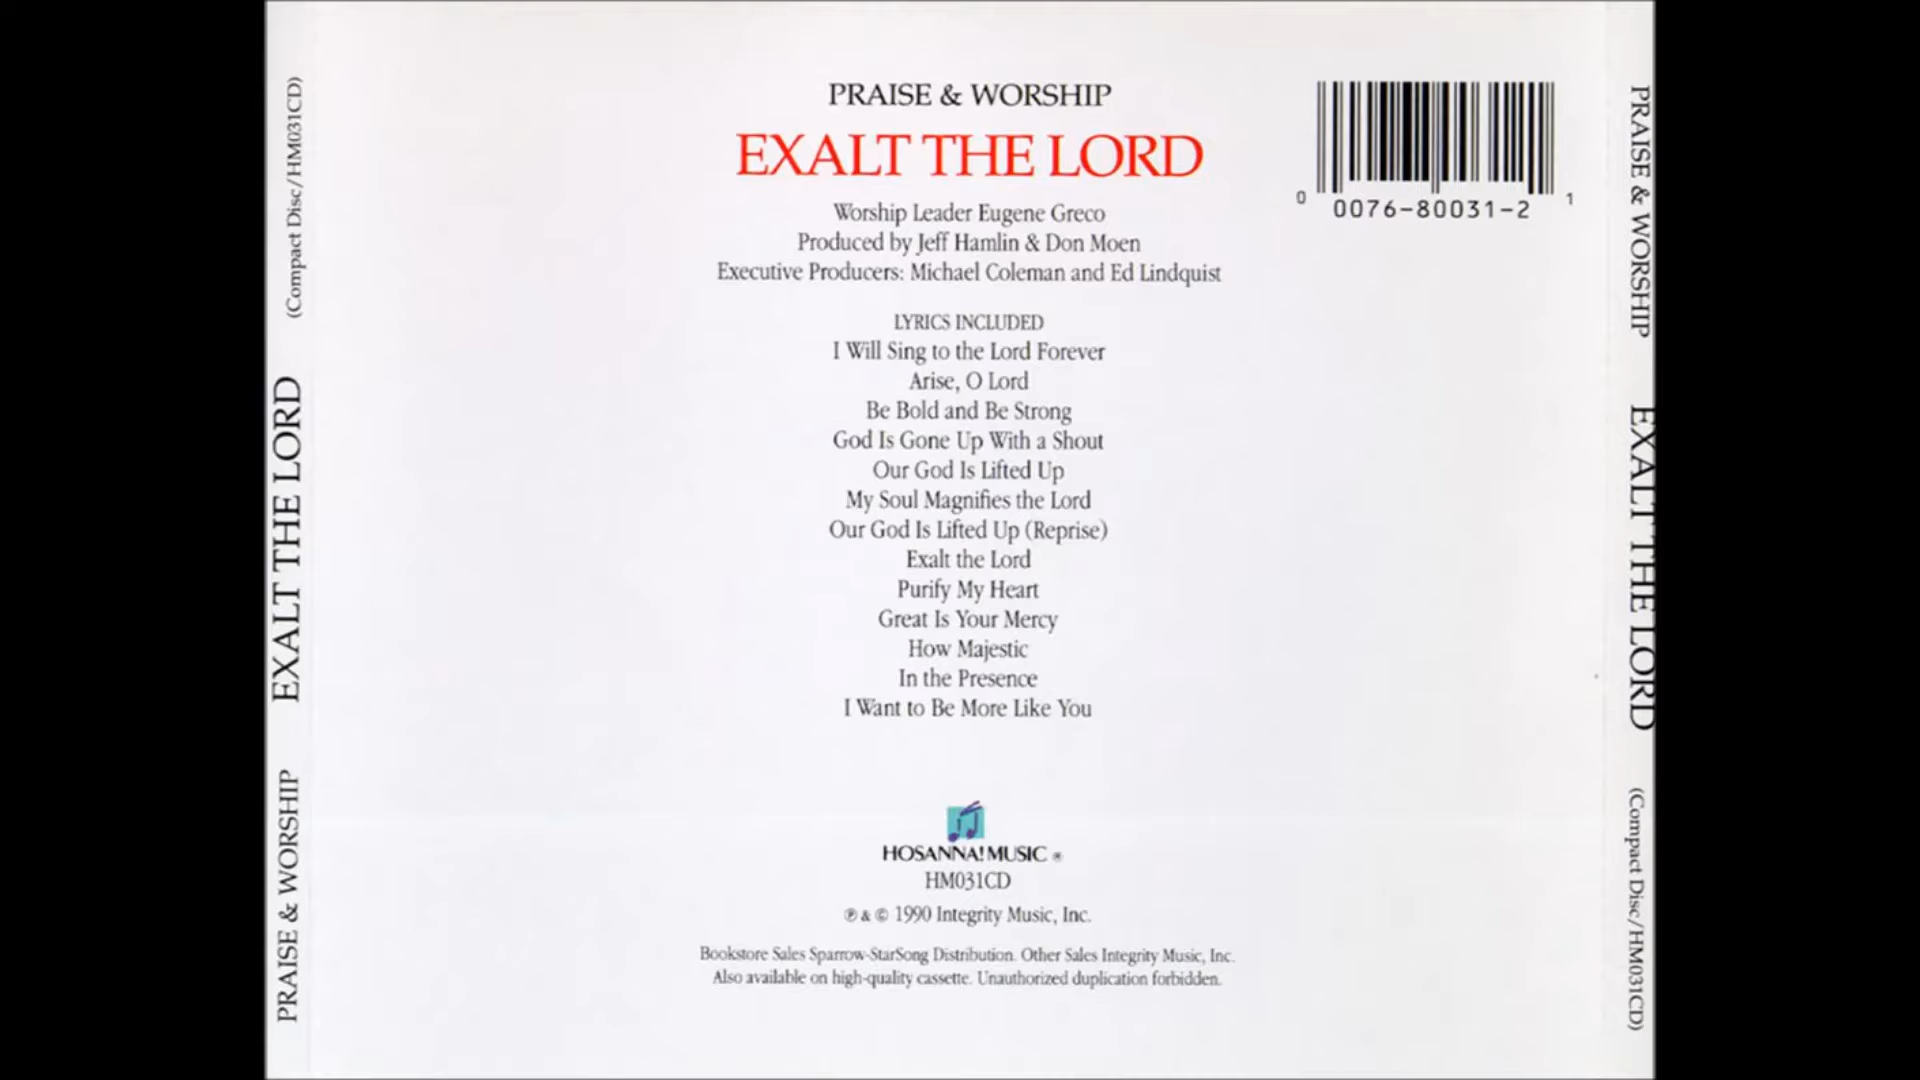 PRAISE & WORSHIP
EXALT THE LORD
Worship Leader Eugene Greco
Produced by Jeff Hamlin & Don Moen
Executive Producers: Michael Coleman and Ed Lindquist
LYRICS INCLUDED
I Will Sing to the Lord Forever
Arise, O Lord
Be Bold and Be Strong
God Is Gone Up With a Shout
Our God Is Lifted Up
My Soul Magnifies the Lord
Our God Is Lifted Up (Reprise)
Exalt the Lord
Purify My Heart
Great Is Your Mercy
How Majestic
In the Presence
I Want to Be More Like You
HOSANNA! MUSIC ®
HM031CD
℗ & © 1990 Integrity Music, Inc.
Bookstore Sales Sparrow-StarSong Distribution. Other Sales Integrity Music, Inc.
Also available on high-quality cassette. Unauthorized duplication forbidden.
0 0076-80031-2 1
PRAISE & WORSHIP EXALT THE LORD (Compact Disc/HM031CD)
PRAISE & WORSHIP EXALT THE LORD (Compact Disc/HM031CD)